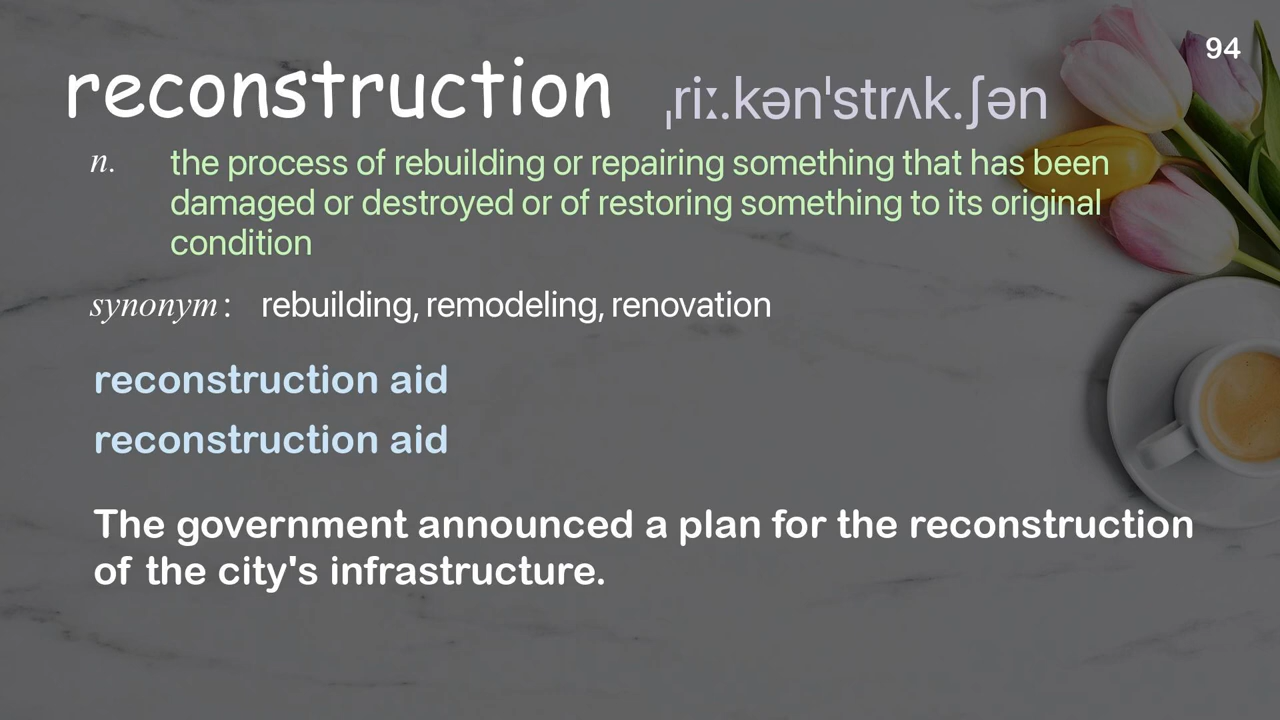 94
reconstruction ˌriː.kənˈstrʌk.ʃən
n. the process of rebuilding or repairing something that has been
damaged or destroyed or of restoring something to its original
condition
synonym : rebuilding, remodeling, renovation
reconstruction aid
reconstruction aid
The government announced a plan for the reconstruction
of the city's infrastructure.